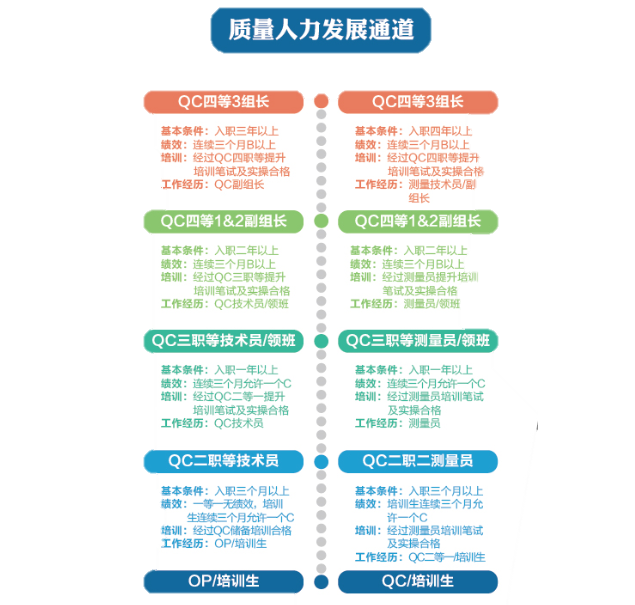 质量人力发展通道
QC四等3组长
基本条件：入职三年以上
绩效：连续三个月B以上
培训：经过QC四职等提升
培训笔试及实操合格
工作经历：QC副组长
QC四等3组长
基本条件：入职四年以上
绩效：连续三个月B以上
培训：经过QC四职等提升
培训笔试及实操合格
工作经历：测量技术员/副
组长
QC四等1&2副组长
基本条件：入职二年以上
绩效：连续三个月B以上
培训：经过QC三职等提升
培训笔试及实操合格
工作经历：QC技术员/领班
QC四等1&2副组长
基本条件：入职二年以上
绩效：连续三个月B以上
培训：经过测量员提升培训
笔试及实操合格
工作经历：测量员/领班
QC三职等技术员/领班
基本条件：入职一年以上
绩效：连续三个月允许一个C
培训：经过QC二等一提升
培训笔试及实操合格
工作经历：QC技术员
QC三职等测量员/领班
基本条件：入职一年以上
绩效：连续三个月允许一个C
培训：经过测量员培训笔试
及实操合格
工作经历：测量员
QC二职等技术员
基本条件：入职三个月以上
绩效：一等一无绩效，培训
生连续三个月允许一个C
培训：经过QC储备培训合格
工作经历：OP/培训生
QC二职二测量员
基本条件：入职三个月以上
绩效：培训生连续三个月允
许一个C
培训：经过测量员培训笔试
及实操合格
工作经历：QC二等一/培训生
OP/培训生
QC/培训生